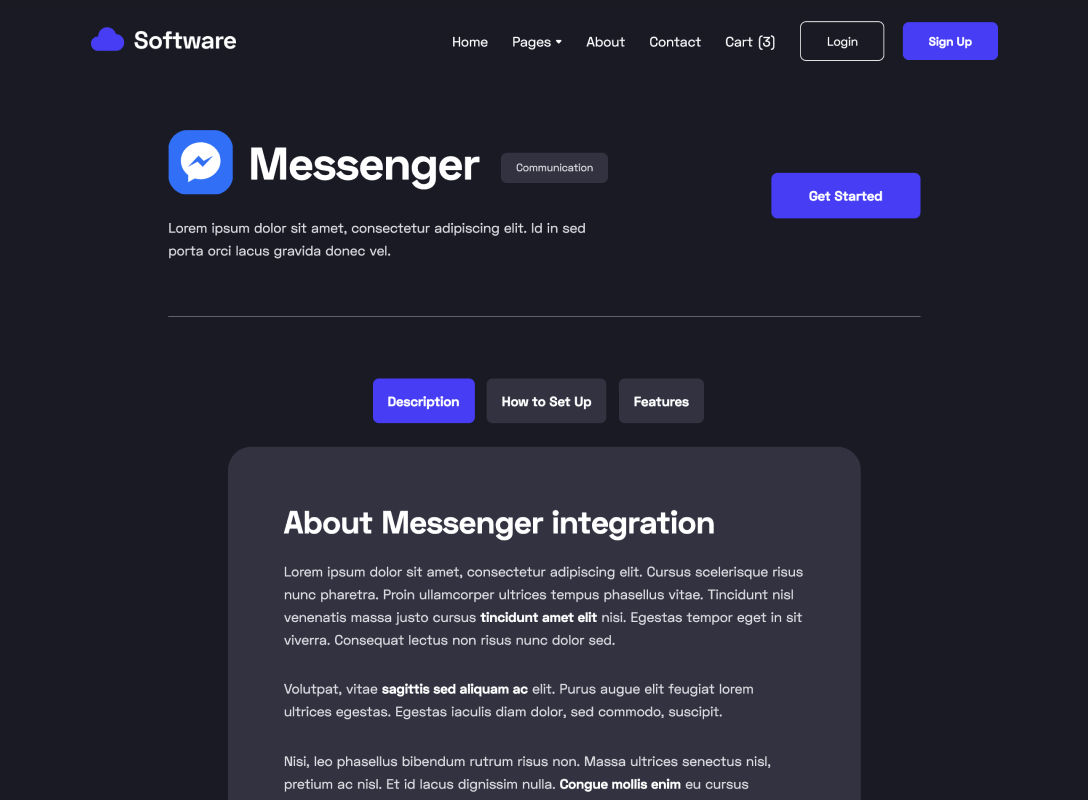 Software
Home Pages About Contact Cart (3) Login Sign Up
Messenger Communication
Get Started
Lorem ipsum dolor sit amet, consectetur adipiscing elit. Id in sed
porta orci lacus gravida donec vel.
Description How to Set Up Features
About Messenger integration
Lorem ipsum dolor sit amet, consectetur adipiscing elit. Cursus scelerisque risus
nunc pharetra. Proin ullamcorper ultrices tempus phasellus vitae. Tincidunt nisl
venenatis massa justo cursus tincidunt amet elit nisi. Egestas tempor eget in sit
viverra. Consequat lectus non risus nunc dolor sed.
Volutpat, vitae sagittis sed aliquam ac elit. Purus augue elit feugiat lorem
ultrices egestas. Egestas iaculis diam dolor, sed commodo, suscipit.
Nisi, leo phasellus bibendum rutrum risus non. Massa ultrices senectus nisl,
pretium ac nisl. Et id lacus dignissim nulla. Congue mollis enim eu cursus